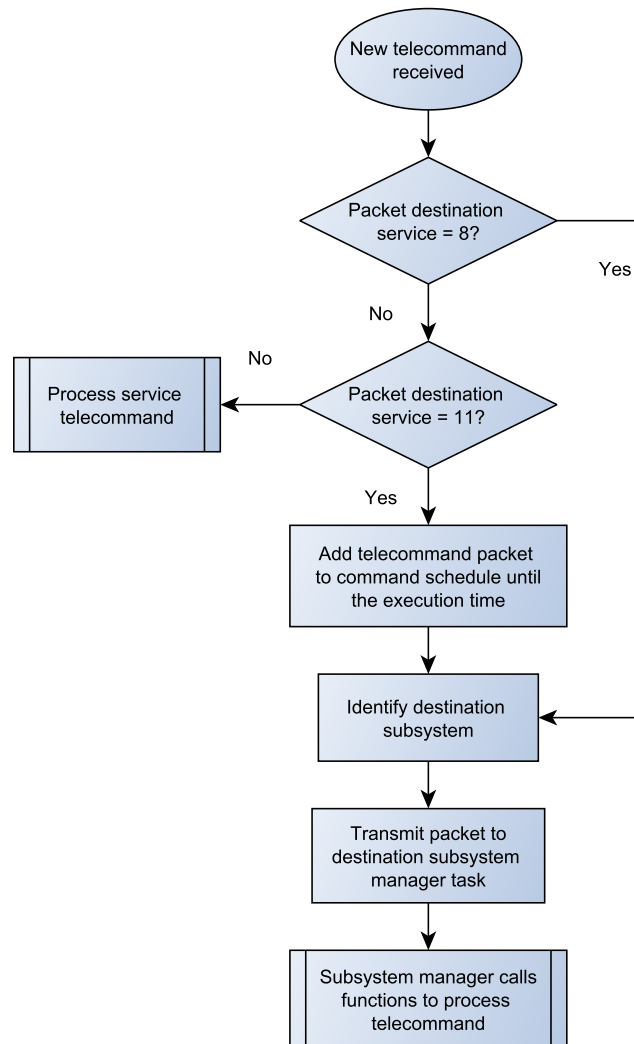 New telecommand
received
Packet destination
service = 8?
Yes
No
No
Process service
telecommand
Packet destination
service = 11?
Yes
Add telecommand packet
to command schedule until
the execution time
Identify destination
subsystem
Transmit packet to
destination subsystem
manager task
Subsystem manager calls
functions to process
telecommand